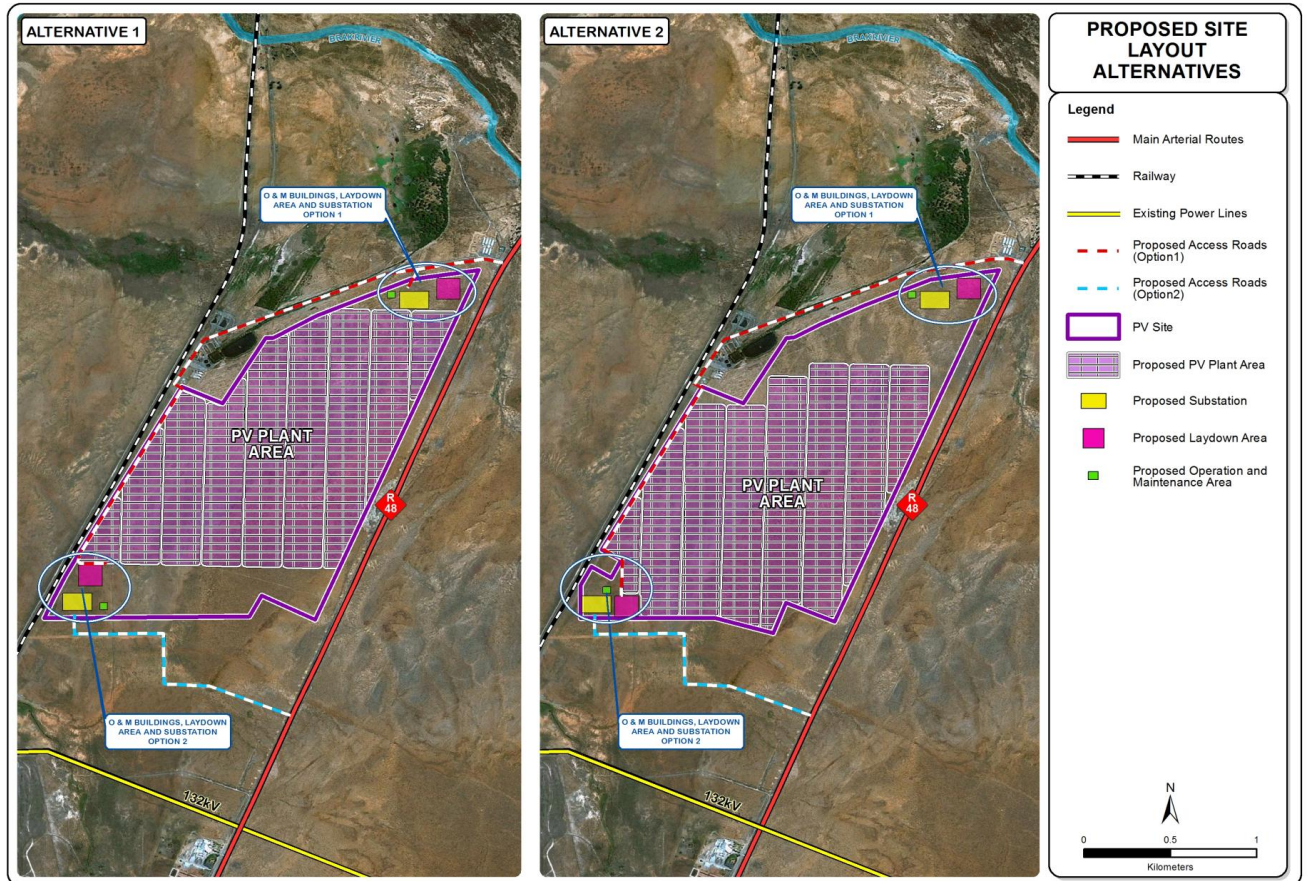 ALTERNATIVE 1
BRAKRIVIER
O & M BUILDINGS, LAYDOWN
AREA AND SUBSTATION
OPTION 1
PV PLANT
AREA
R
48
O & M BUILDINGS, LAYDOWN
AREA AND SUBSTATION
OPTION 2
132kV
ALTERNATIVE 2
BRAKRIVIER
O & M BUILDINGS, LAYDOWN
AREA AND SUBSTATION
OPTION 1
PV PLANT
AREA
R
48
O & M BUILDINGS, LAYDOWN
AREA AND SUBSTATION
OPTION 2
132kV
PROPOSED SITE
LAYOUT
ALTERNATIVES
Legend
Main Arterial Routes
Railway
Existing Power Lines
Proposed Access Roads
(Option1)
Proposed Access Roads
(Option2)
PV Site
Proposed PV Plant Area
Proposed Substation
Proposed Laydown Area
Proposed Operation and
Maintenance Area
N
0 0.5 1
Kilometers